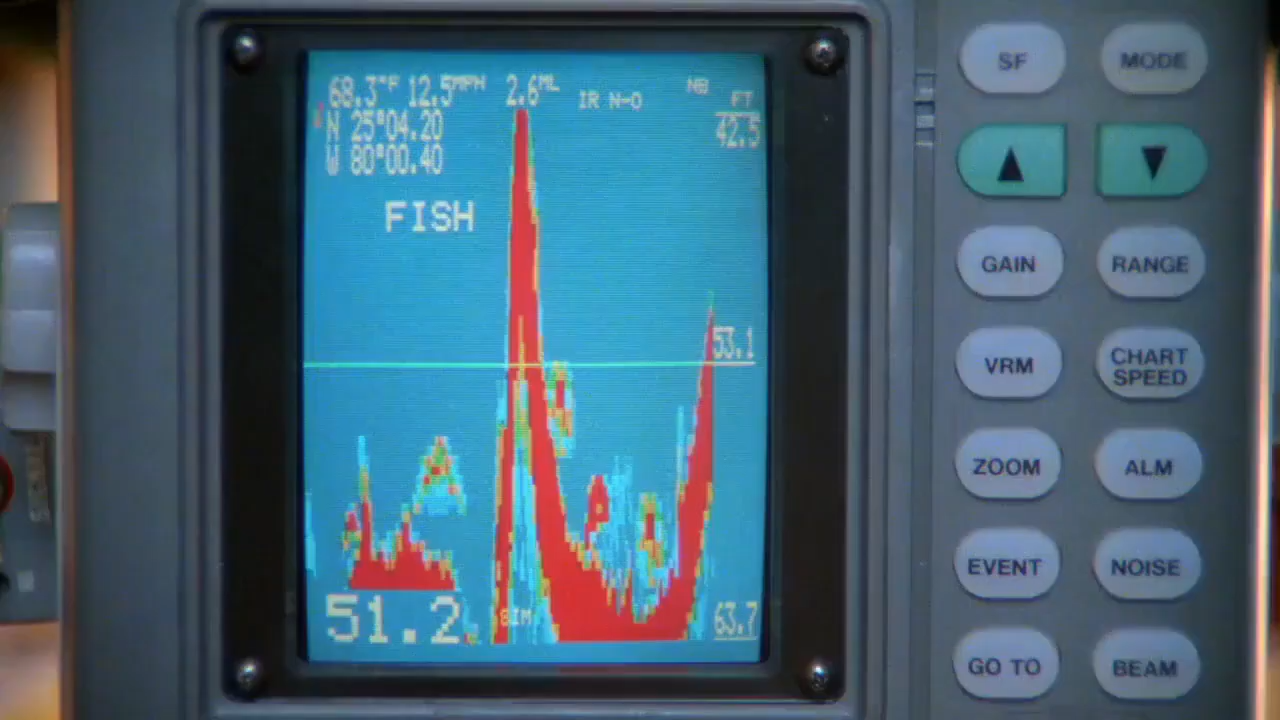 68.3°F 12.5MPH 2.6ML IR N-O NB FT
N 25°04.20
W 80°00.40
42.5
FISH
53.1
51.2
SIM
63.7
SF MODE
▲ ▼
GAIN RANGE
VRM CHART SPEED
ZOOM ALM
EVENT NOISE
GO TO BEAM